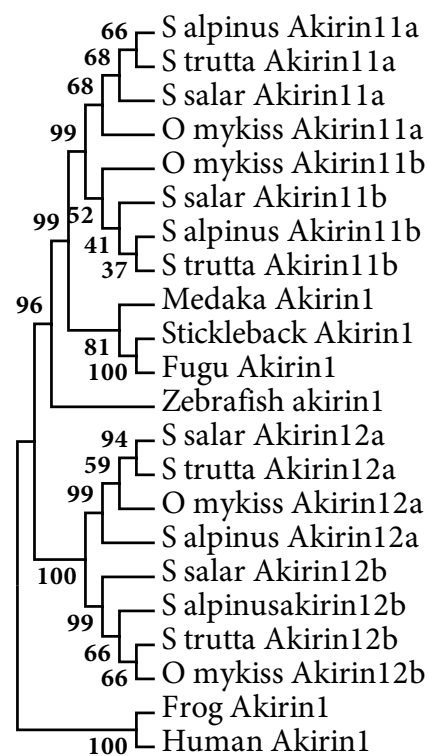 66 S alpinus Akirin11a
68 S trutta Akirin11a
68 S salar Akirin11a
99 O mykiss Akirin11a
O mykiss Akirin11b
99 52 S salar Akirin11b
41 S alpinus Akirin11b
37 S trutta Akirin11b
96 Medaka Akirin1
81 Stickleback Akirin1
100 Fugu Akirin1
Zebrafish akirin1
94 S salar Akirin12a
59 S trutta Akirin12a
99 O mykiss Akirin12a
S alpinus Akirin12a
100 S salar Akirin12b
99 S alpinusakirin12b
66 S trutta Akirin12b
66 O mykiss Akirin12b
Frog Akirin1
100 Human Akirin1